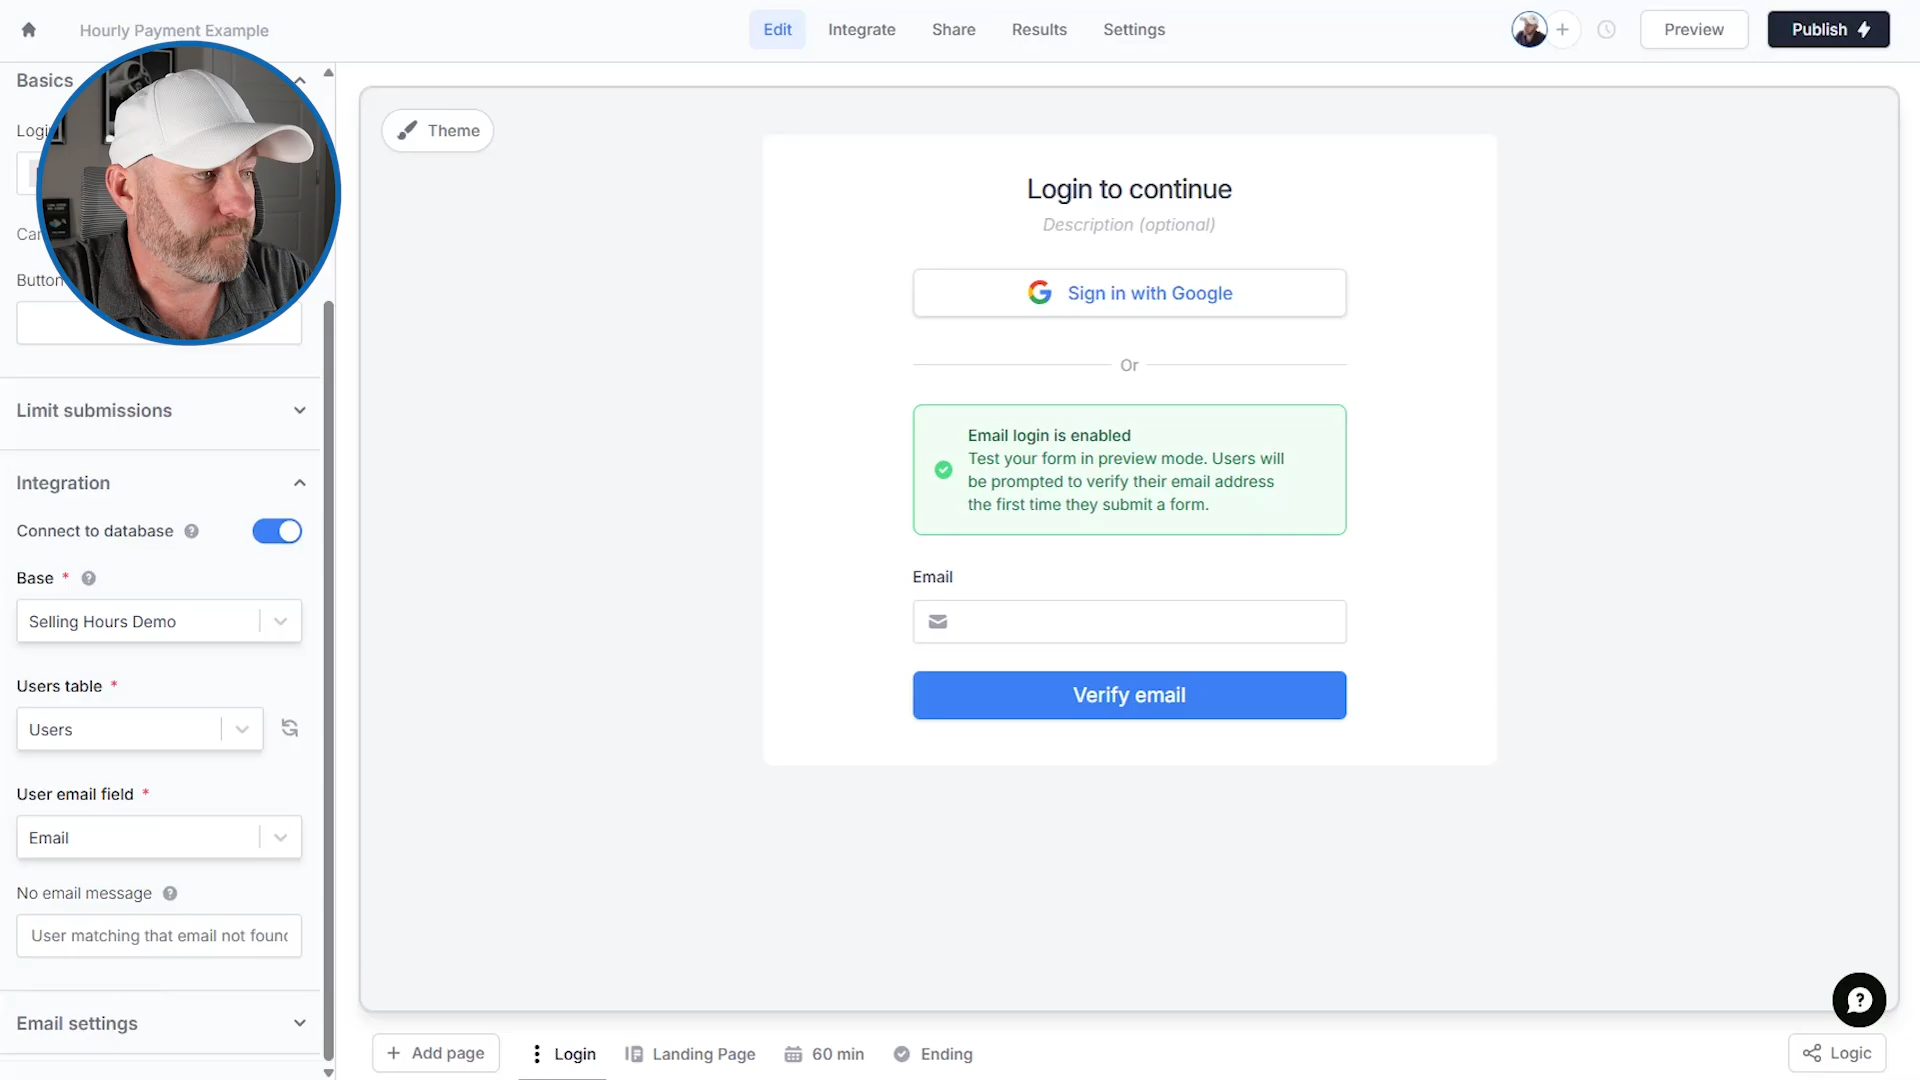 Hourly Payment Example
Edit
Integrate
Share
Results
Settings
Preview
Publish
Basics
Button
Limit submissions
Integration
Connect to database
Base *
Selling Hours Demo
Users table *
Users
User email field *
Email
No email message
User matching that email not found
Email settings
Theme
Login to continue
Description (optional)
Sign in with Google
Or
Email login is enabled
Test your form in preview mode. Users will
be prompted to verify their email address
the first time they submit a form.
Email
Verify email
Add page
Login
Landing Page
60 min
Ending
Logic